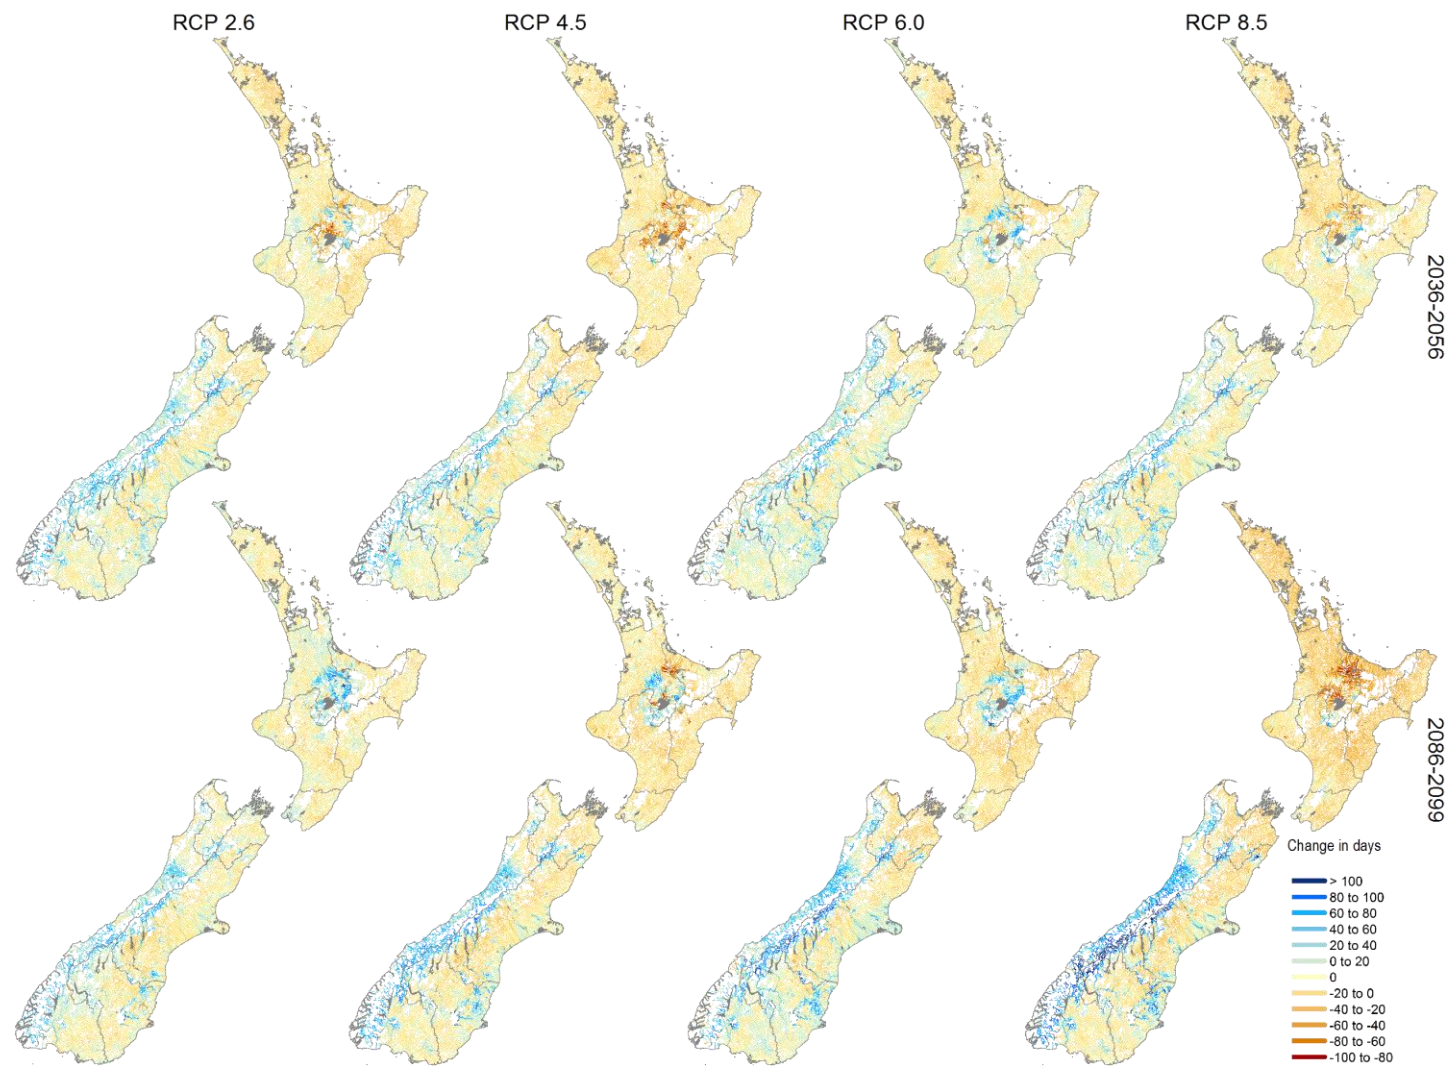 RCP 2.6
RCP 4.5
RCP 6.0
RCP 8.5
2036-2056
2086-2099
Change in days
> 100
80 to 100
60 to 80
40 to 60
20 to 40
0 to 20
0
-20 to 0
-40 to -20
-60 to -40
-80 to -60
-100 to -80